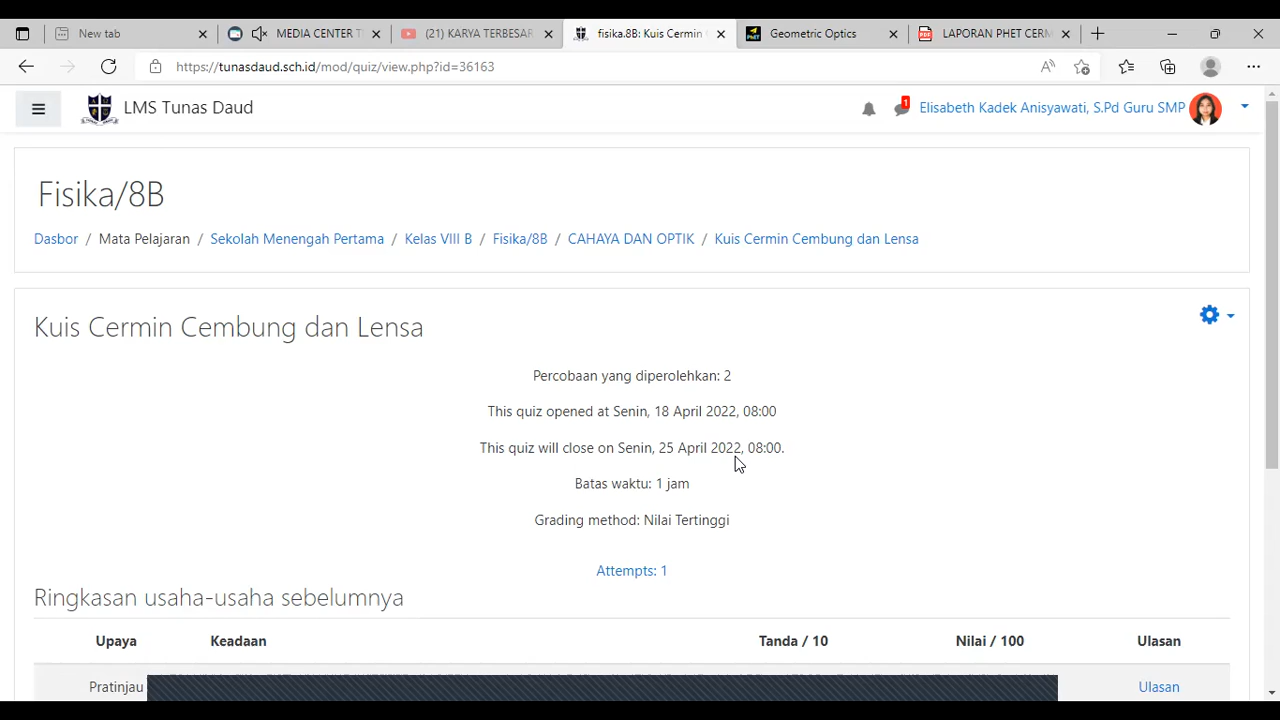 New tab
MEDIA CENTER T
(21) KARYA TERBESAR
fisika.8B: Kuis Cermin
Geometric Optics
LAPORAN PHET CERM
https://tunasdaud.sch.id/mod/quiz/view.php?id=36163
LMS Tunas Daud
1
Elisabeth Kadek Anisyawati, S.Pd Guru SMP
Fisika/8B
Dasbor / Mata Pelajaran / Sekolah Menengah Pertama / Kelas VIII B / Fisika/8B / CAHAYA DAN OPTIK / Kuis Cermin Cembung dan Lensa
Kuis Cermin Cembung dan Lensa
Percobaan yang diperolehkan: 2
This quiz opened at Senin, 18 April 2022, 08:00
This quiz will close on Senin, 25 April 2022, 08:00.
Batas waktu: 1 jam
Grading method: Nilai Tertinggi
Attempts: 1
Ringkasan usaha-usaha sebelumnya
Upaya Keadaan Tanda / 10 Nilai / 100 Ulasan
Pratinjau Ulasan